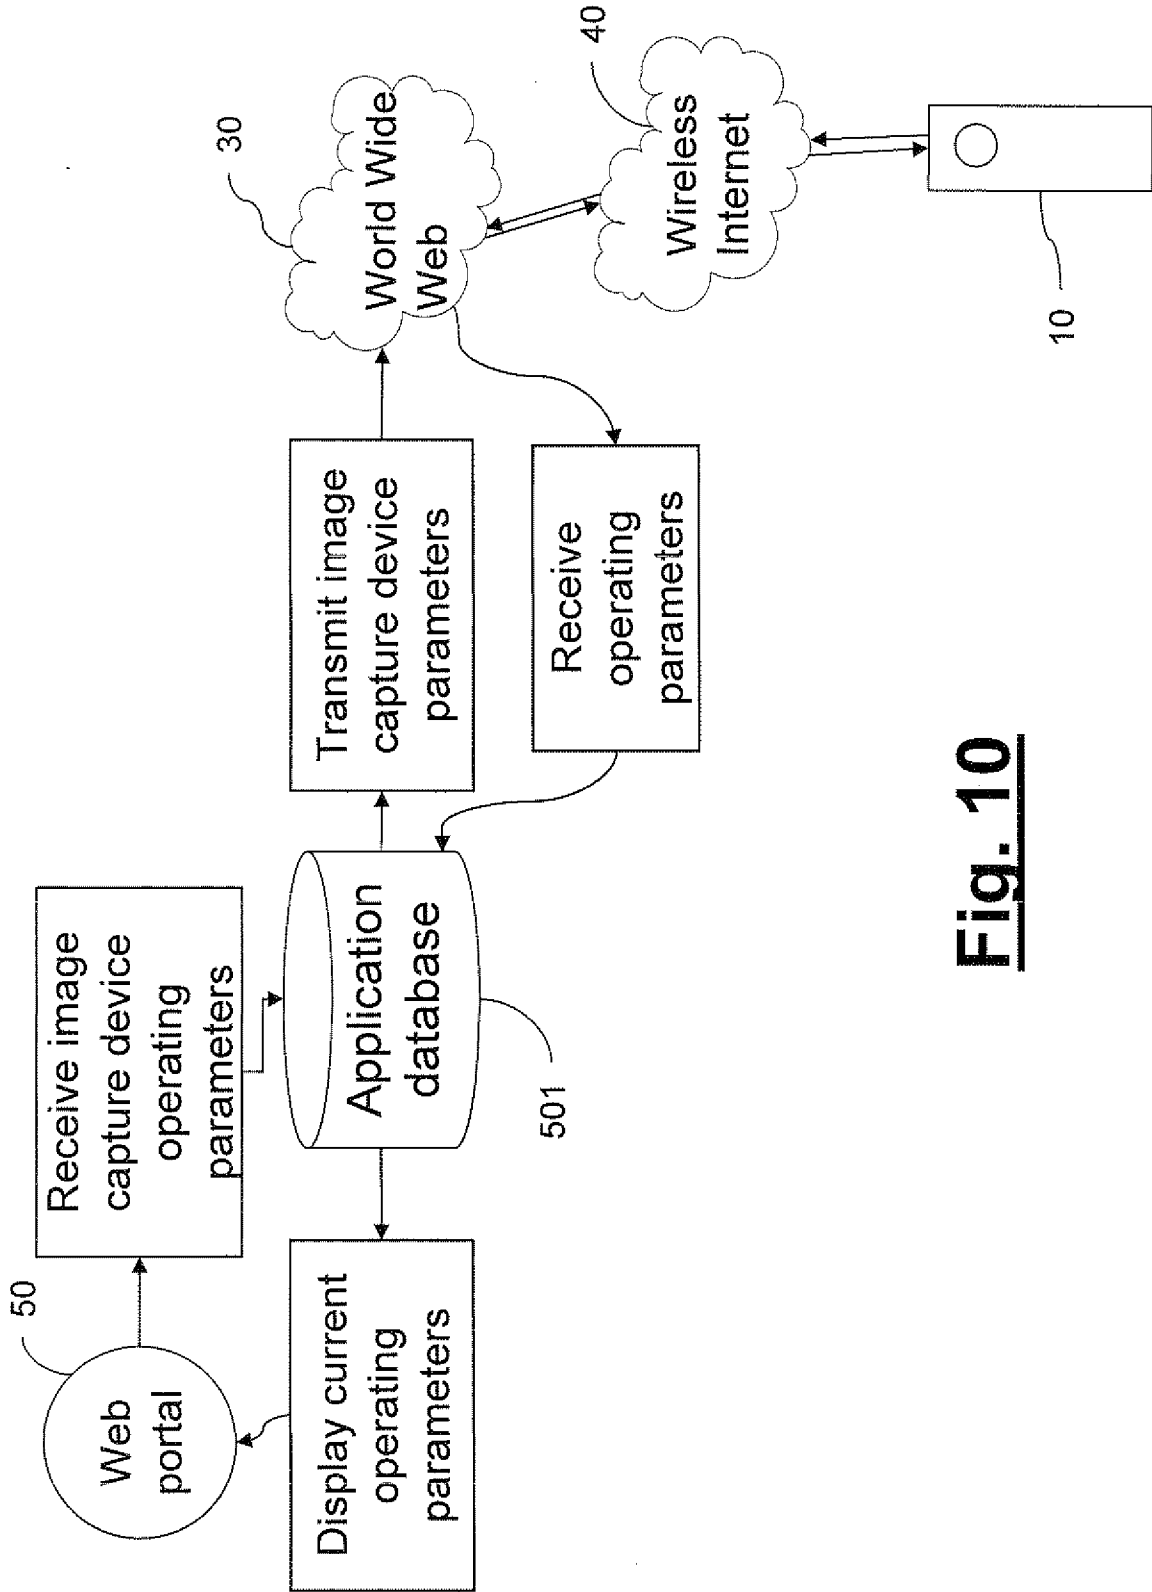 50
Web
portal
Receive image
capture device
operating
parameters
Display current
operating
parameters
Application
database
501
Transmit image
capture device
parameters
Receive
operating
parameters
30
World Wide
Web
40
Wireless
Internet
10
Fig. 10